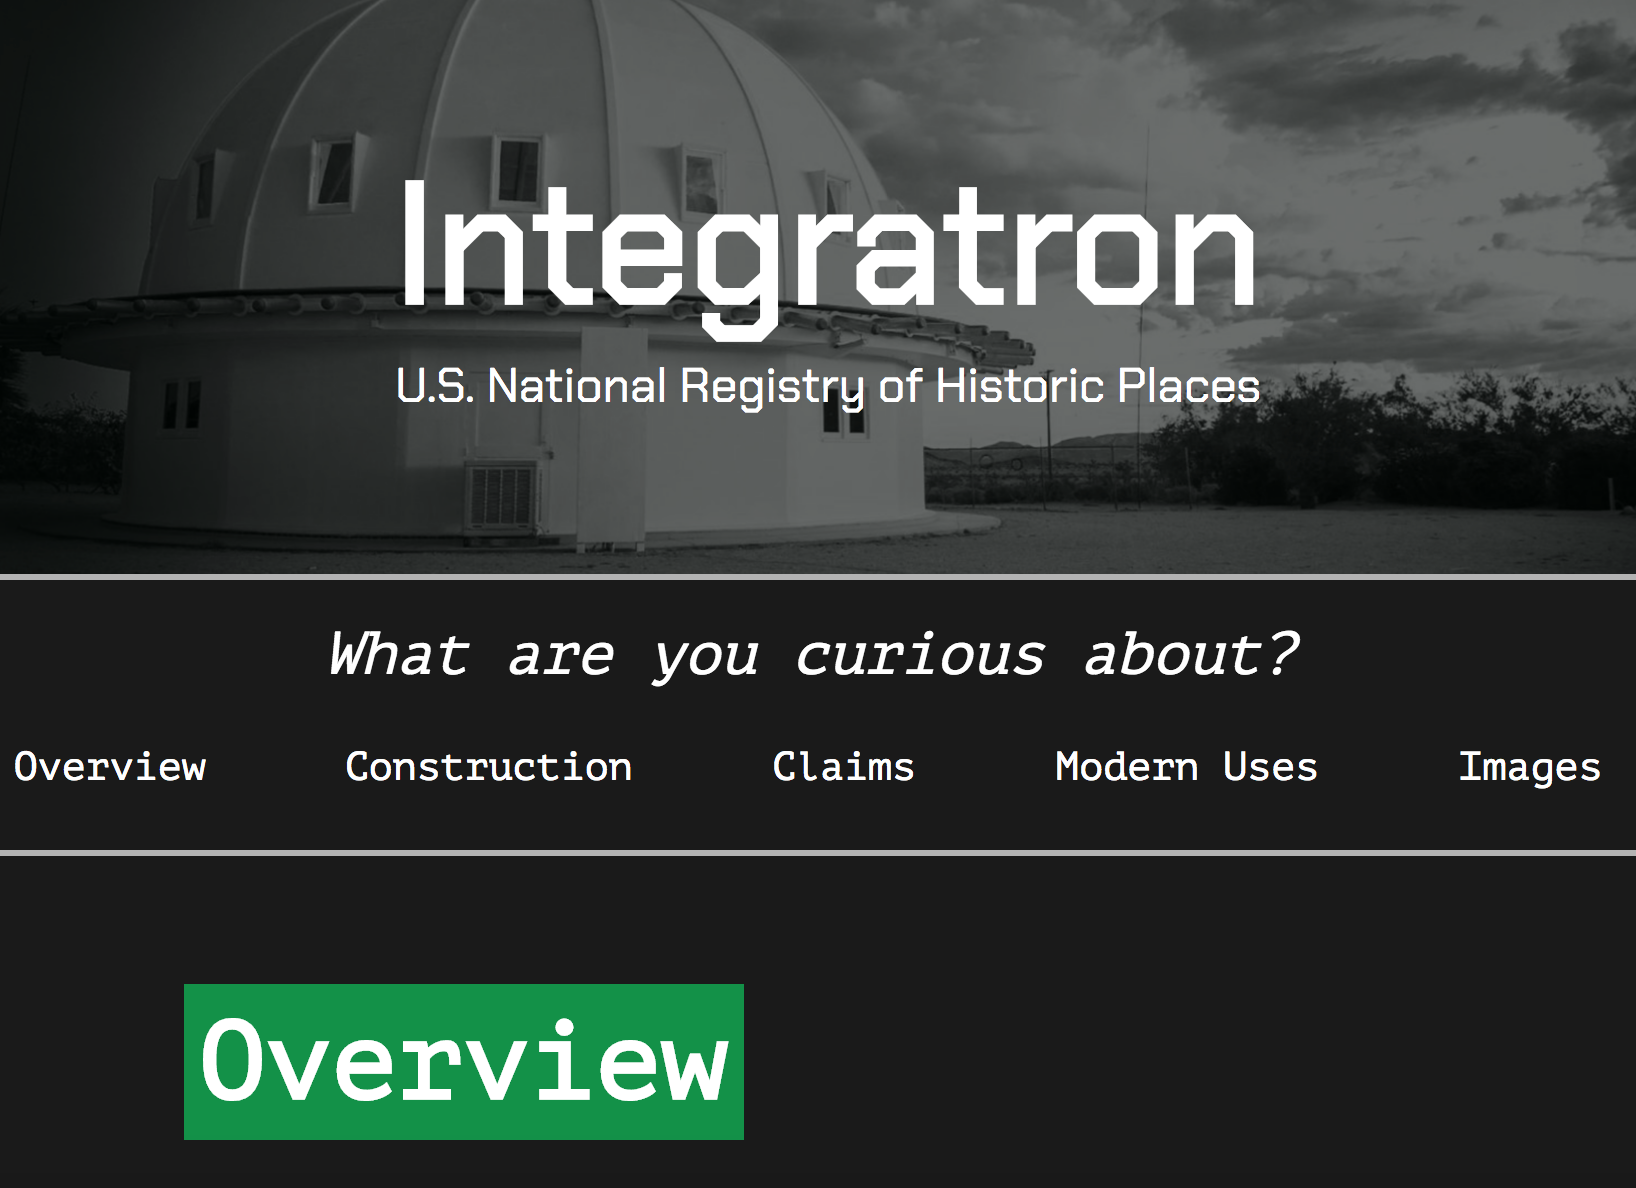 Integratron
U.S. National Registry of Historic Places
What are you curious about?
Overview Construction Claims Modern Uses Images
Overview